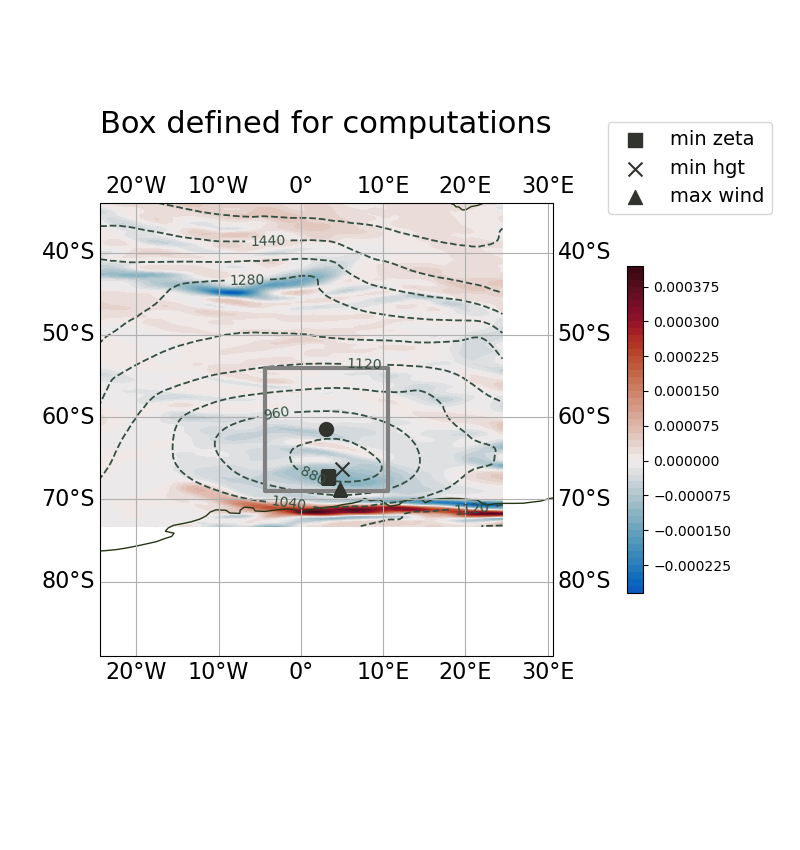 Box defined for computations
min zeta
min hgt
max wind
20°W 10°W 0° 10°E 20°E 30°E
40°S 40°S
50°S 50°S
60°S 60°S
70°S 70°S
80°S 80°S
1440
1280
1120
960
880
1040
1120
20°W 10°W 0° 10°E 20°E 30°E
0.000375
0.000300
0.000225
0.000150
0.000075
0.000000
−0.000075
−0.000150
−0.000225